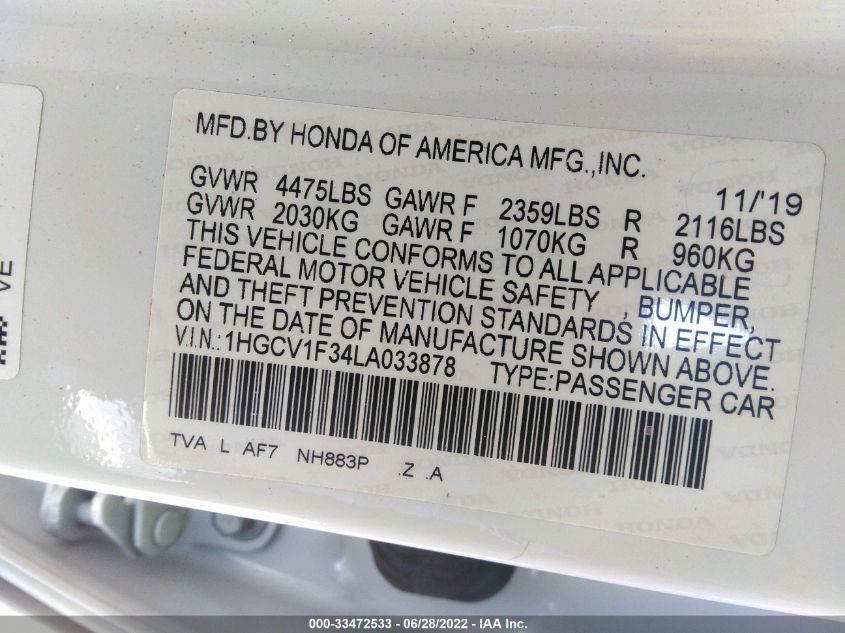 MFD.BY HONDA OF AMERICA MFG.,INC.
11/'19
GVWR 4475LBS GAWR F 2359LBS R 2116LBS
GVWR 2030KG GAWR F 1070KG R 960KG
THIS VEHICLE CONFORMS TO ALL APPLICABLE
FEDERAL MOTOR VEHICLE SAFETY , BUMPER,
AND THEFT PREVENTION STANDARDS IN EFFECT
ON THE DATE OF MANUFACTURE SHOWN ABOVE.
V.I.N.:1HGCV1F34LA033878 TYPE:PASSENGER CAR
TVA L AF7 NH883P .Z .A
VE
000-33472533 - 06/28/2022 - IAA Inc.